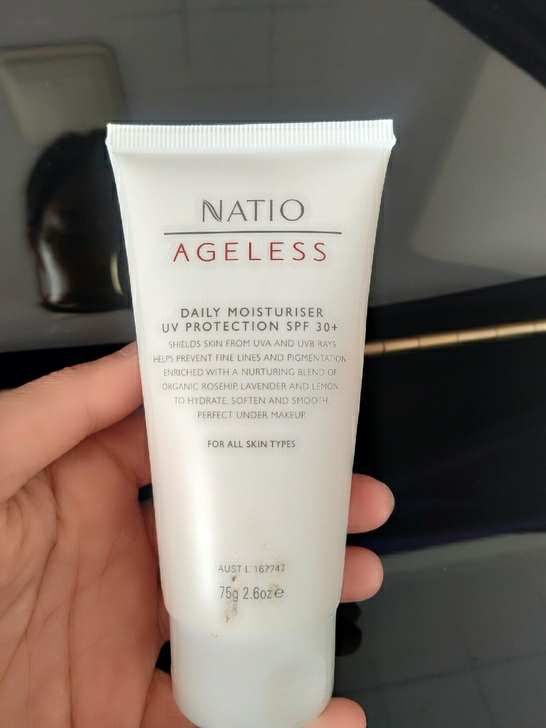 NATIO
AGELESS
DAILY MOISTURISER
UV PROTECTION SPF 30+
SHIELDS SKIN FROM UVA AND UVB RAYS
HELPS PREVENT FINE LINES AND PIGMENTATION
ENRICHED WITH A NURTURING BLEND OF
ORGANIC ROSEHIP, LAVENDER AND LEMON
TO HYDRATE, SOFTEN AND SMOOTH.
PERFECT UNDER MAKEUP.
FOR ALL SKIN TYPES
AUST L 167747
75g 2.6oz e